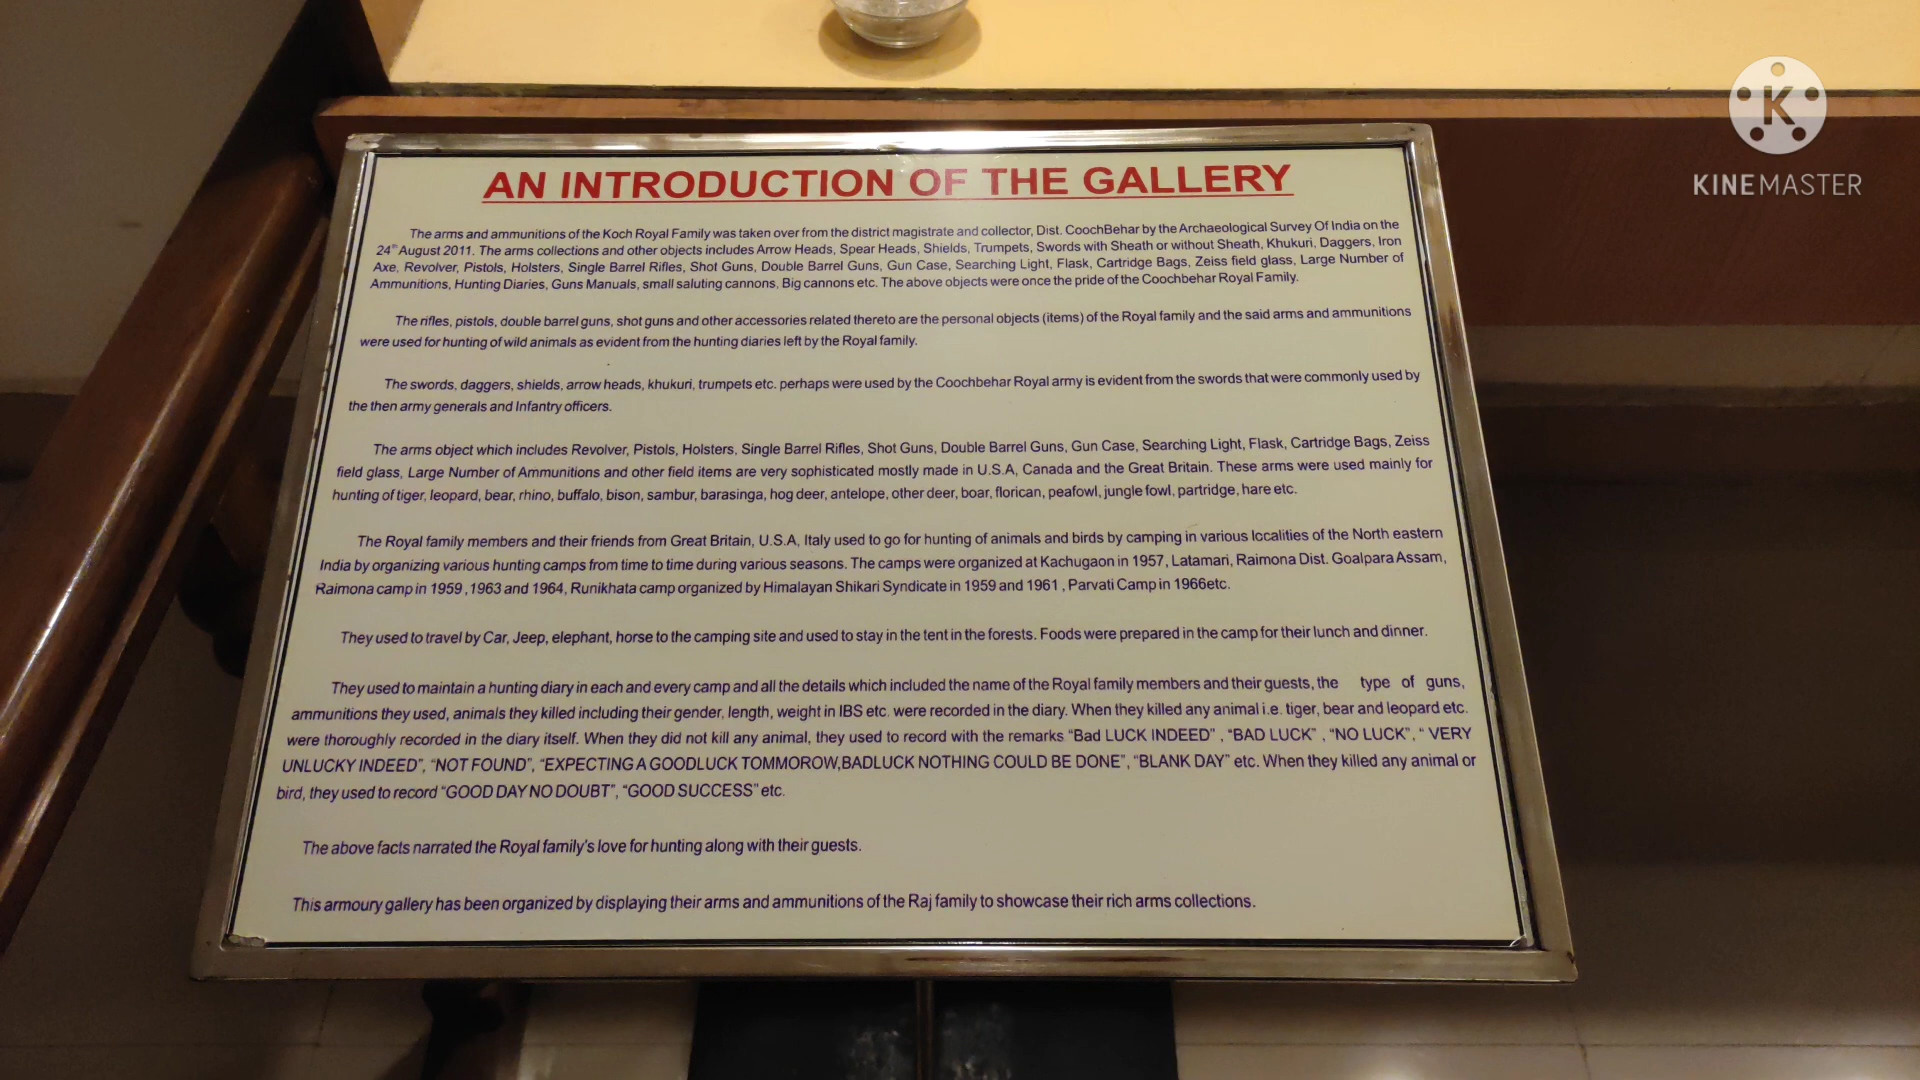 AN INTRODUCTION OF THE GALLERY
The arms and ammunitions of the Koch Royal Family was taken over from the district magistrate and collector, Dist. CoochBehar by the Archaeological Survey Of India on the
24th August 2011. The arms collections and other objects includes Arrow Heads, Spear Heads, Shields, Trumpets, Swords with Sheath or without Sheath, Khukuri, Daggers, Iron
Axe, Revolver, Pistols, Holsters, Single Barrel Rifles, Shot Guns, Double Barrel Guns, Gun Case, Searching Light, Flask, Cartridge Bags, Zeiss field glass, Large Number of
Ammunitions, Hunting Diaries, Guns Manuals, small saluting cannons, Big cannons etc. The above objects were once the pride of the Coochbehar Royal Family.
The rifles, pistols, double barrel guns, shot guns and other accessories related thereto are the personal objects (items) of the Royal family and the said arms and ammunitions
were used for hunting of wild animals as evident from the hunting diaries left by the Royal family.
The swords, daggers, shields, arrow heads, khukuri, trumpets etc. perhaps were used by the Coochbehar Royal army is evident from the swords that were commonly used by
the then army generals and Infantry officers.
The arms object which includes Revolver, Pistols, Holsters, Single Barrel Rifles, Shot Guns, Double Barrel Guns, Gun Case, Searching Light, Flask, Cartridge Bags, Zeiss
field glass, Large Number of Ammunitions and other field items are very sophisticated mostly made in U.S.A, Canada and the Great Britain. These arms were used mainly for
hunting of tiger, leopard, bear, rhino, buffalo, bison, sambur, barasinga, hog deer, antelope, other deer, boar, florican, peafowl, jungle fowl, partridge, hare etc.
The Royal family members and their friends from Great Britain, U.S.A, Italy used to go for hunting of animals and birds by camping in various localities of the North eastern
India by organizing various hunting camps from time to time during various seasons. The camps were organized at Kachugaon in 1957, Latamari, Raimona Dist. Goalpara Assam,
Raimona camp in 1959 ,1963 and 1964, Runikhata camp organized by Himalayan Shikari Syndicate in 1959 and 1961 , Parvati Camp in 1966etc.
They used to travel by Car, Jeep, elephant, horse to the camping site and used to stay in the tent in the forests. Foods were prepared in the camp for their lunch and dinner.
They used to maintain a hunting diary in each and every camp and all the details which included the name of the Royal family members and their guests, the type of guns,
ammunitions they used, animals they killed including their gender, length, weight in IBS etc. were recorded in the diary. When they killed any animal i.e. tiger, bear and leopard etc.
were thoroughly recorded in the diary itself. When they did not kill any animal, they used to record with the remarks “Bad LUCK INDEED” , “BAD LUCK” , “NO LUCK”, “ VERY
UNLUCKY INDEED”, “NOT FOUND”, “EXPECTING A GOODLUCK TOMMOROW,BADLUCK NOTHING COULD BE DONE”, “BLANK DAY” etc. When they killed any animal or
bird, they used to record “GOOD DAY NO DOUBT”, “GOOD SUCCESS” etc.
The above facts narrated the Royal family's love for hunting along with their guests.
This armoury gallery has been organized by displaying their arms and ammunitions of the Raj family to showcase their rich arms collections.
K
KINEMASTER